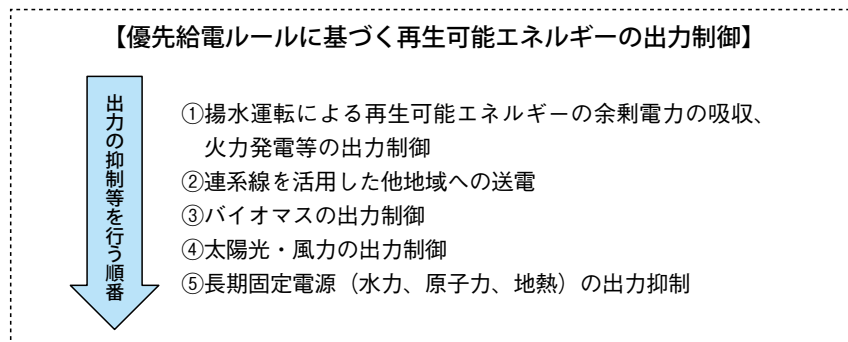 【優先給電ルールに基づく再生可能エネルギーの出力制御】
出力の抑制等を行う順番
①揚水運転による再生可能エネルギーの余剰電力の吸収、
火力発電等の出力制御
②連系線を活用した他地域への送電
③バイオマスの出力制御
④太陽光・風力の出力制御
⑤長期固定電源（水力、原子力、地熱）の出力抑制